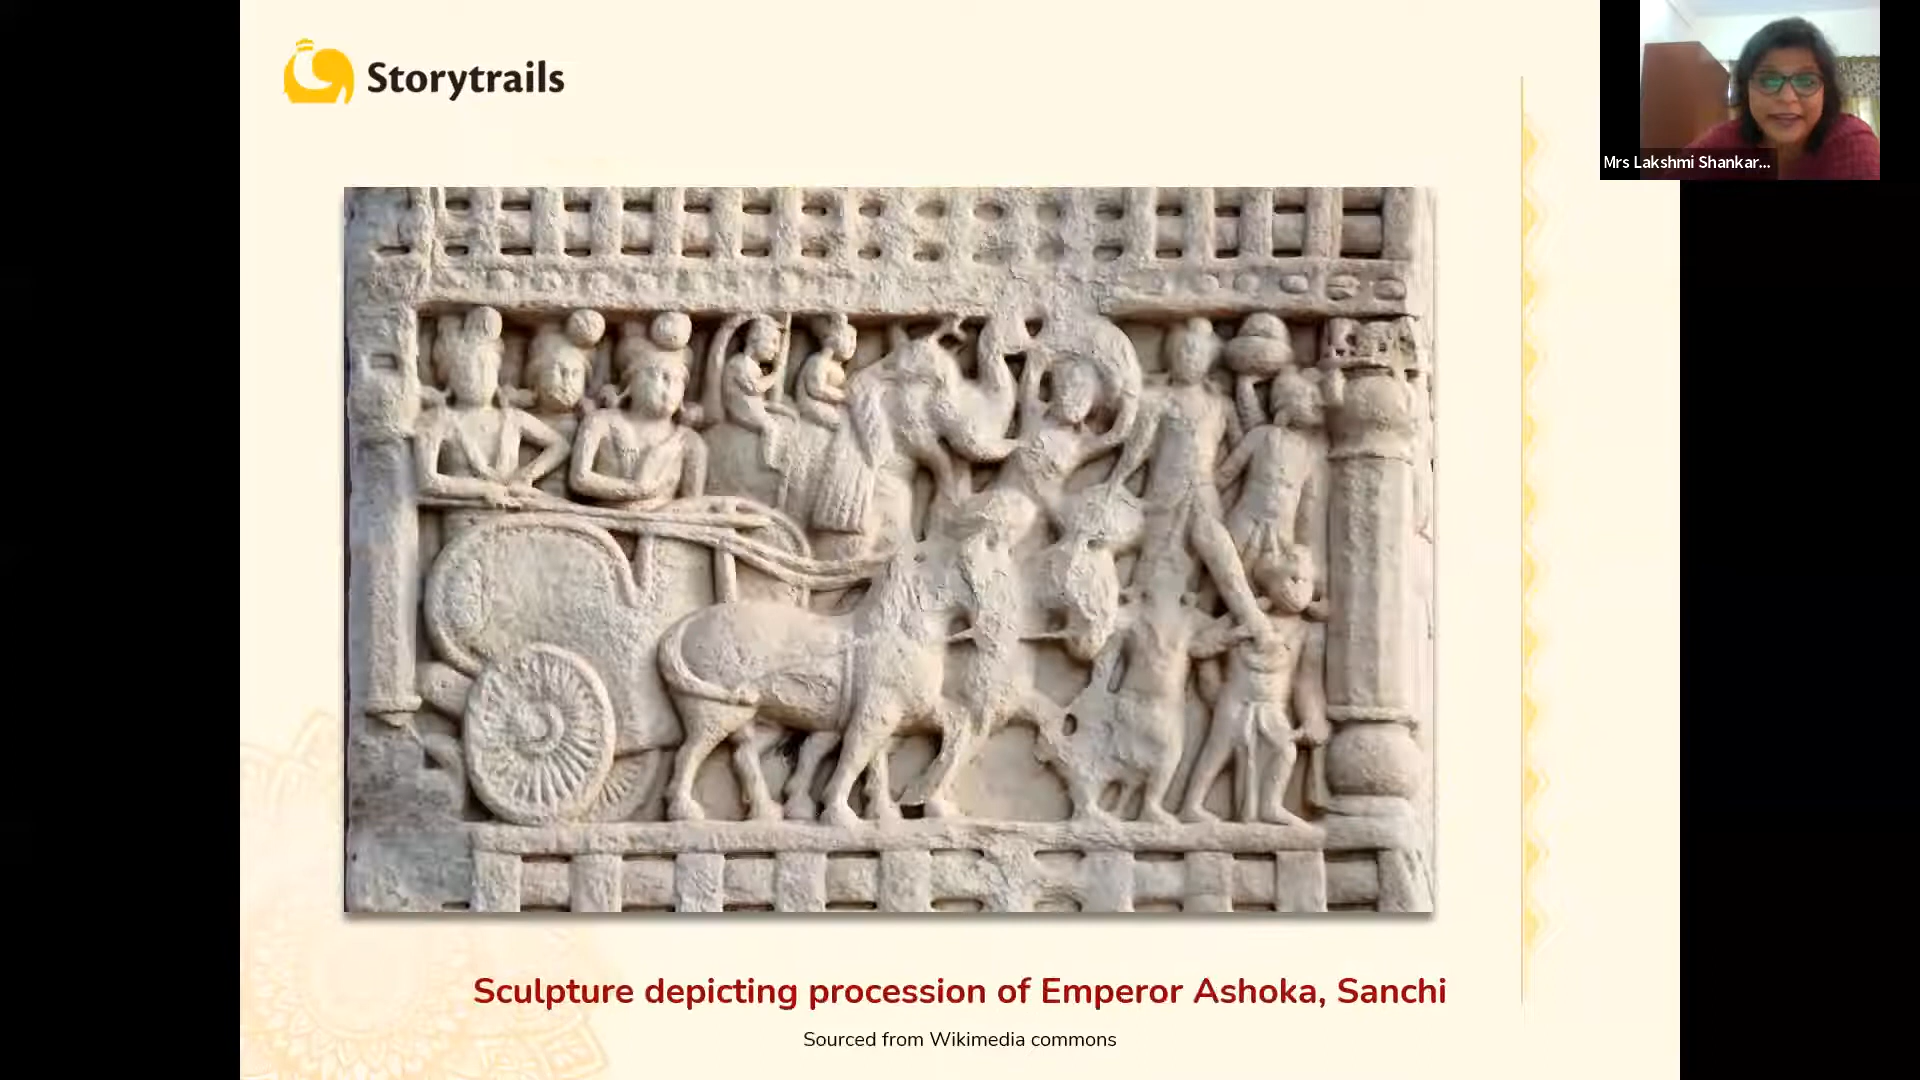 Storytrails
Mrs Lakshmi Shankar...
Sculpture depicting procession of Emperor Ashoka, Sanchi
Sourced from Wikimedia commons